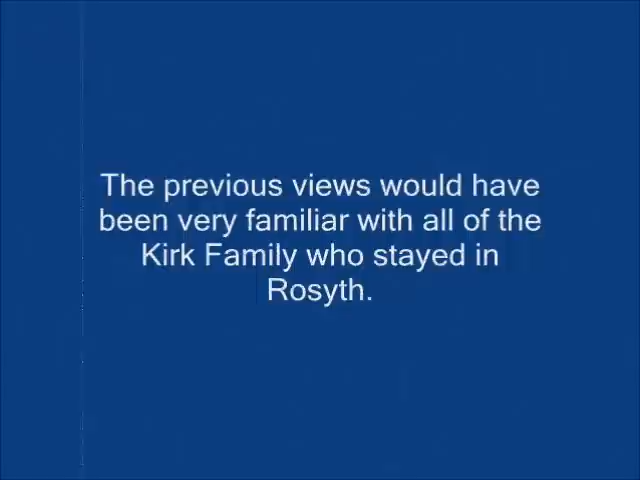 The previous views would have
been very familiar with all of the
Kirk Family who stayed in
Rosyth.